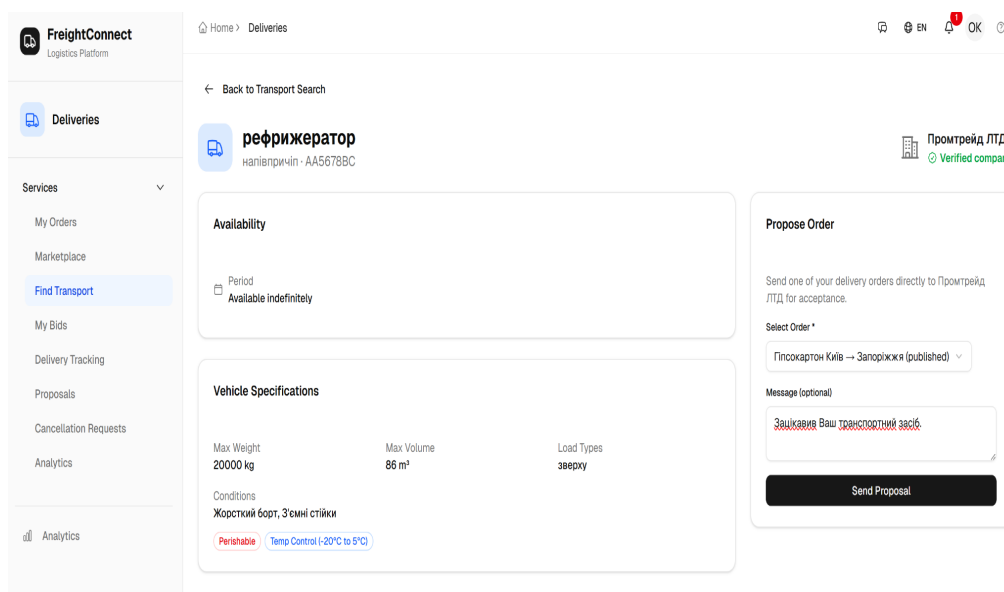 FreightConnect
Logistics Platform
Home > Deliveries
EN
1
OK
Deliveries
Back to Transport Search
рефрижератор
напівпричіп · AA5678BC
Промтрейд ЛТД
Verified compar
Services
My Orders
Marketplace
Find Transport
My Bids
Delivery Tracking
Proposals
Cancellation Requests
Analytics
Analytics
Availability
Period
Available indefinitely
Vehicle Specifications
Max Weight
20000 kg
Max Volume
86 m³
Load Types
зверху
Conditions
Жорсткий борт, З'ємні стійки
Perishable
Temp Control (-20°C to 5°C)
Propose Order
Send one of your delivery orders directly to Промтрейд
ЛТД for acceptance.
Select Order *
Гіпсокартон Київ → Запоріжжя (published)
Message (optional)
Зацікавив Ваш транспортний засіб.
Send Proposal